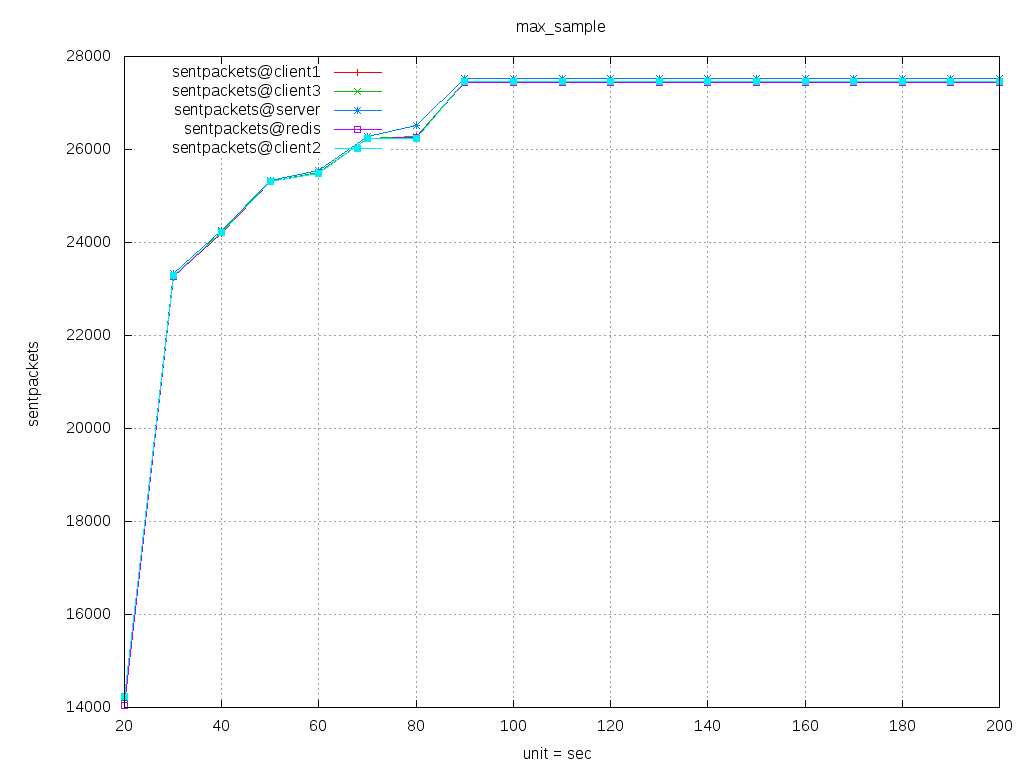 max_sample
28000
sentpackets@client1
sentpackets@client3
sentpackets@server
sentpackets@redis
sentpackets@client2
26000
24000
22000
20000
18000
16000
14000
sentpackets
20 40 60 80 100 120 140 160 180 200
unit = sec